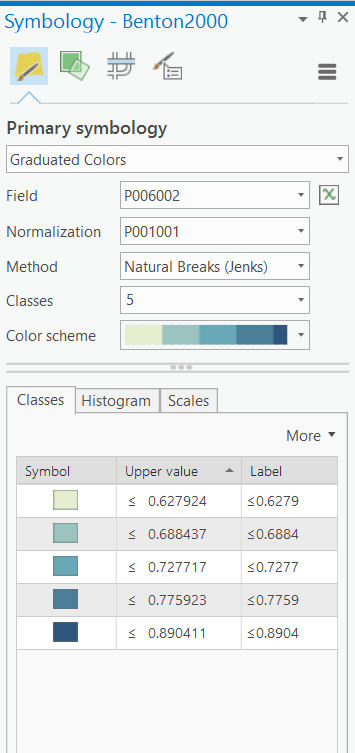 Symbology - Benton2000
Primary symbology
Graduated Colors
Field P006002
Normalization P001001
Method Natural Breaks (Jenks)
Classes 5
Color scheme
Classes Histogram Scales
More
Symbol Upper value Label
≤ 0.627924 ≤0.6279
≤ 0.688437 ≤0.6884
≤ 0.727717 ≤0.7277
≤ 0.775923 ≤0.7759
≤ 0.890411 ≤0.8904